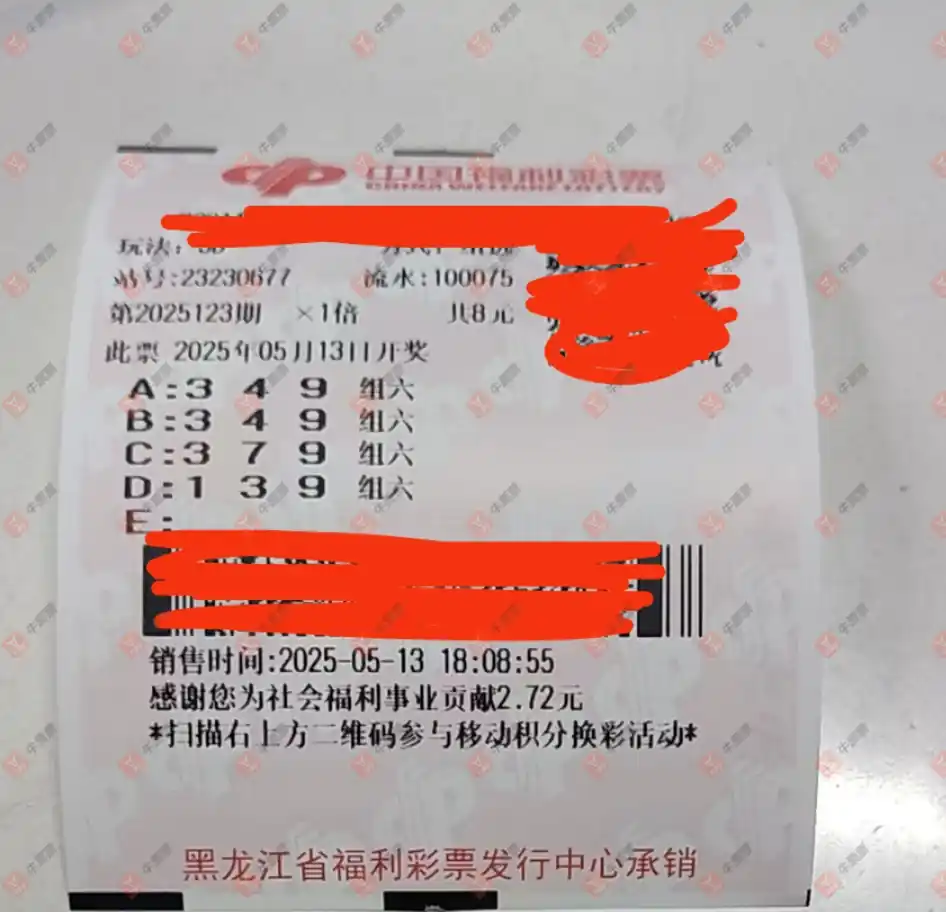 中国福利彩票
CHINA WELFARE LOTTERY
玩法: 3D
站号:23230677 流水:100075
第2025123期 ×1倍 共8元
此票 2025年05月13日开奖
A:3 4 9 组六
B:3 4 9 组六
C:3 7 9 组六
D:1 3 9 组六
E:
销售时间:2025-05-13 18:08:55
感谢您为社会福利事业贡献2.72元
*扫描右上方二维码参与移动积分换彩活动*
黑龙江省福利彩票发行中心承销